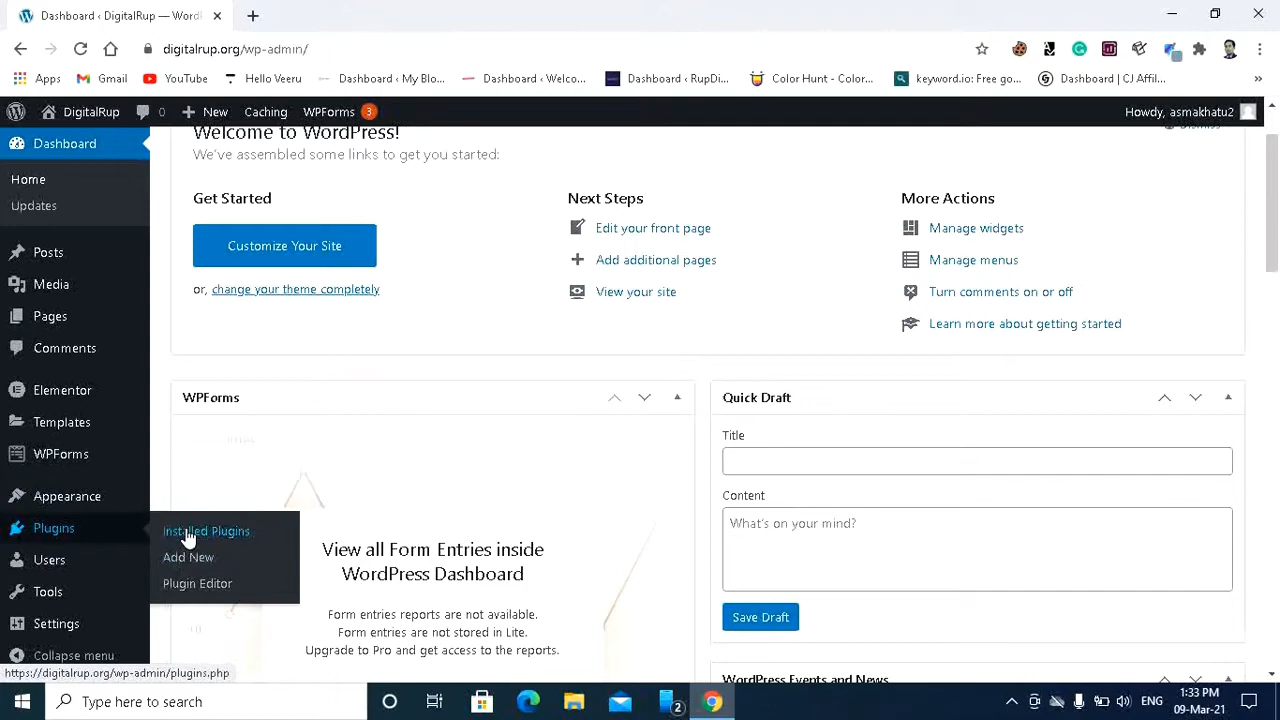 Dashboard ‹ DigitalRup — Word
digitalrup.org/wp-admin/
Apps Gmail YouTube Hello Veeru Dashboard ‹ My Blo... Dashboard ‹ Welco... Dashboard ‹ RupDi... Color Hunt - Color... keyword.io: Free go... Dashboard | CJ Affil... »
DigitalRup 0 New Caching WPForms 3 Howdy, asmakhatu2
Welcome to WordPress!
Dismiss
We've assembled some links to get you started:
Get Started
Customize Your Site
or, change your theme completely
Next Steps
Edit your front page
Add additional pages
View your site
More Actions
Manage widgets
Manage menus
Turn comments on or off
Learn more about getting started
Dashboard
Home
Updates
Posts
Media
Pages
Comments
Elementor
Templates
WPForms
Appearance
Plugins
Users
Tools
Settings
Collapse menu
Installed Plugins
Add New
Plugin Editor
WPForms
View all Form Entries inside
WordPress Dashboard
Form entries reports are not available.
Form entries are not stored in Lite.
Upgrade to Pro and get access to the reports.
Quick Draft
Title
Content
What's on your mind?
Save Draft
WordPress Events and News
https://digitalrup.org/wp-admin/plugins.php
Type here to search
2
ENG
1:33 PM
09-Mar-21